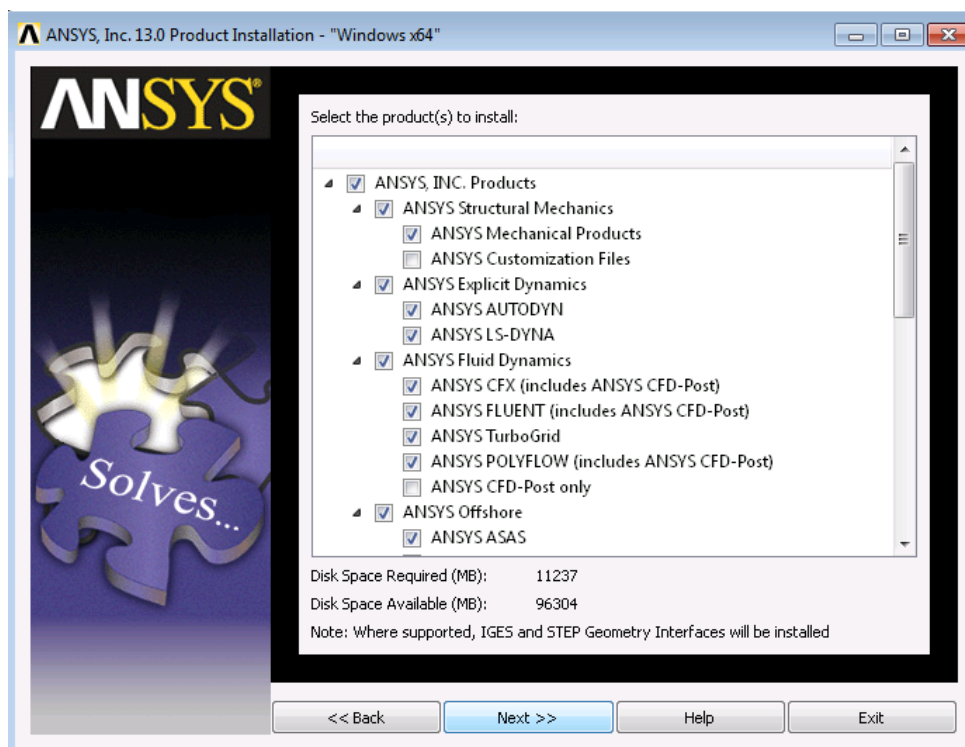 ANSYS, Inc. 13.0 Product Installation - "Windows x64"
ANSYS®
Select the product(s) to install:
ANSYS, INC. Products
ANSYS Structural Mechanics
ANSYS Mechanical Products
ANSYS Customization Files
ANSYS Explicit Dynamics
ANSYS AUTODYN
ANSYS LS-DYNA
ANSYS Fluid Dynamics
ANSYS CFX (includes ANSYS CFD-Post)
ANSYS FLUENT (includes ANSYS CFD-Post)
ANSYS TurboGrid
ANSYS POLYFLOW (includes ANSYS CFD-Post)
ANSYS CFD-Post only
ANSYS Offshore
ANSYS ASAS
Solves...
Disk Space Required (MB): 11237
Disk Space Available (MB): 96304
Note: Where supported, IGES and STEP Geometry Interfaces will be installed
<< Back
Next >>
Help
Exit